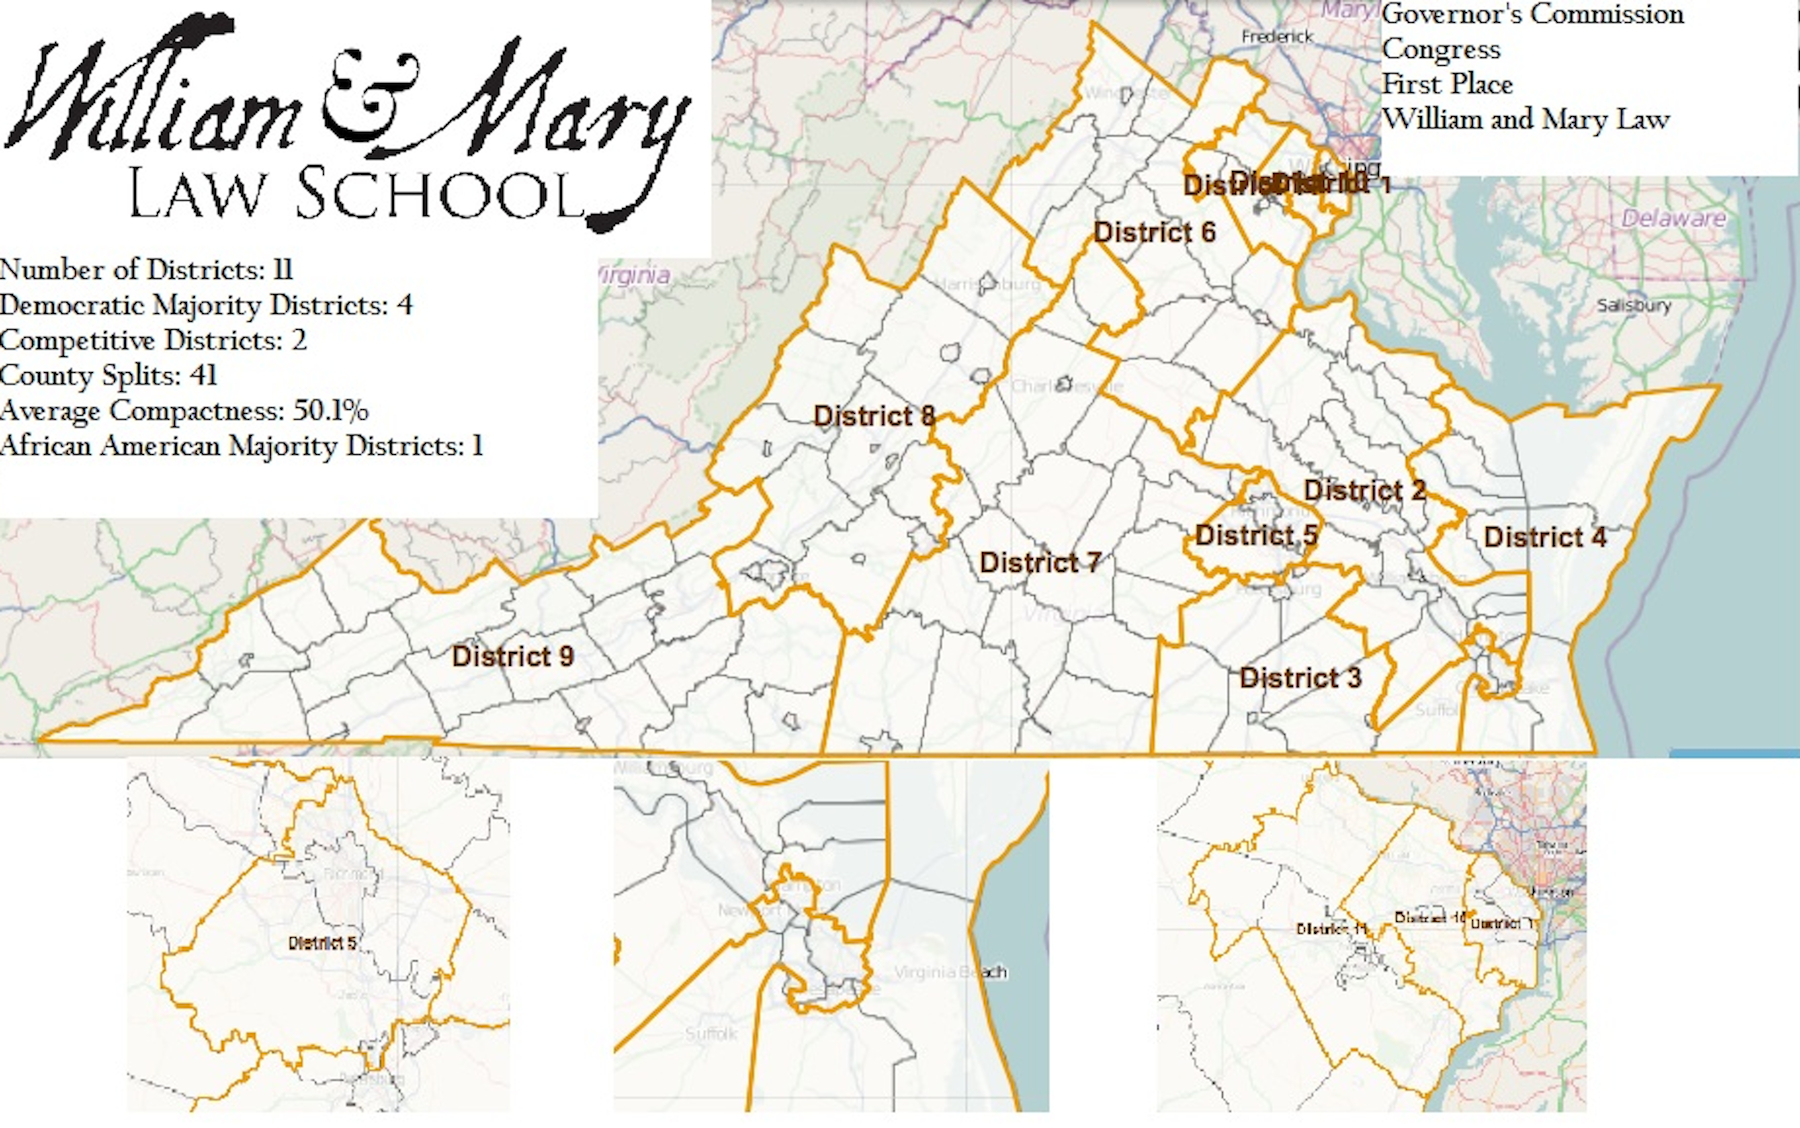 William & Mary
LAW SCHOOL
Governor's Commission
Congress
First Place
William and Mary Law
Number of Districts: 11
Democratic Majority Districts: 4
Competitive Districts: 2
County Splits: 41
Average Compactness: 50.1%
African American Majority Districts: 1
Frederick
Winchester
Delaware
District 6
Virginia
Harrisonburg
Salisbury
Charlottesville
District 8
District 2
District 5
District 4
District 7
Virginia
District 9
District 3
Suffolk
Richmond
District 5
Williamsburg
Virginia Beach
Suffolk
District 11
District 10
District 1